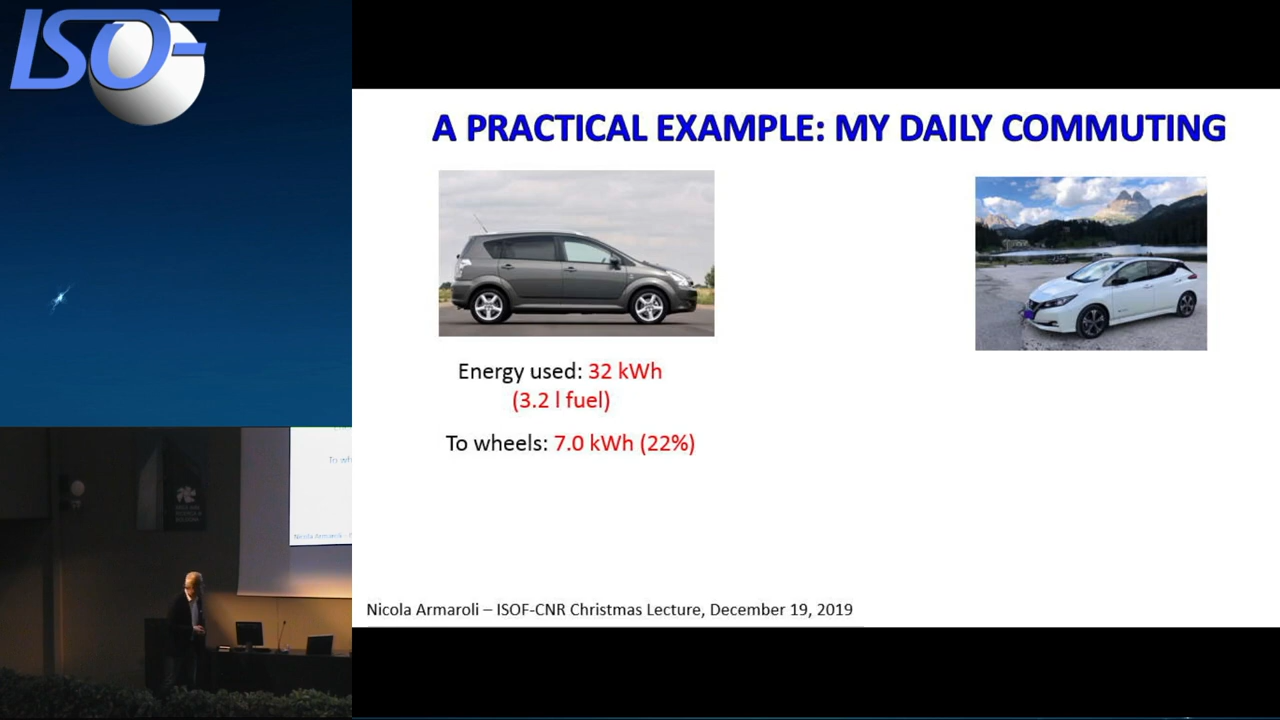 ISOF
A PRACTICAL EXAMPLE: MY DAILY COMMUTING
Energy used: 32 kWh
(3.2 l fuel)
To wheels: 7.0 kWh (22%)
Nicola Armaroli – ISOF-CNR Christmas Lecture, December 19, 2019